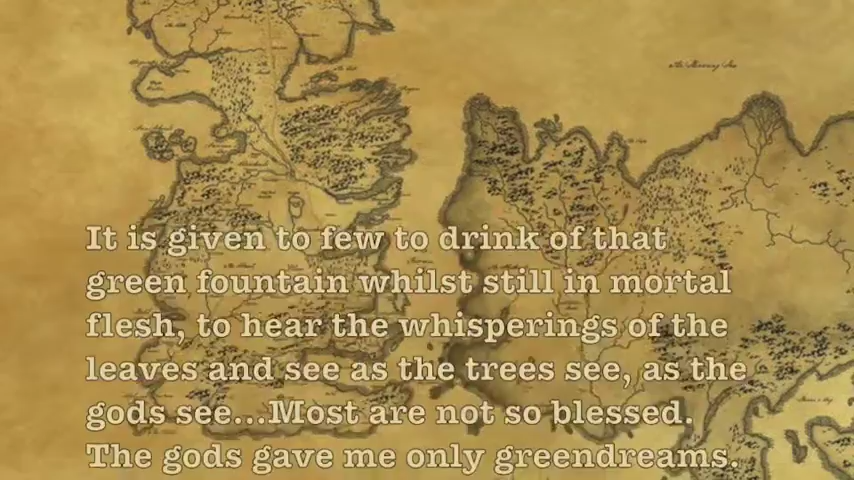 It is given to few to drink of that
green fountain whilst still in mortal
flesh, to hear the whisperings of the
leaves and see as the trees see, as the
gods see...Most are not so blessed.
The gods gave me only greendreams.